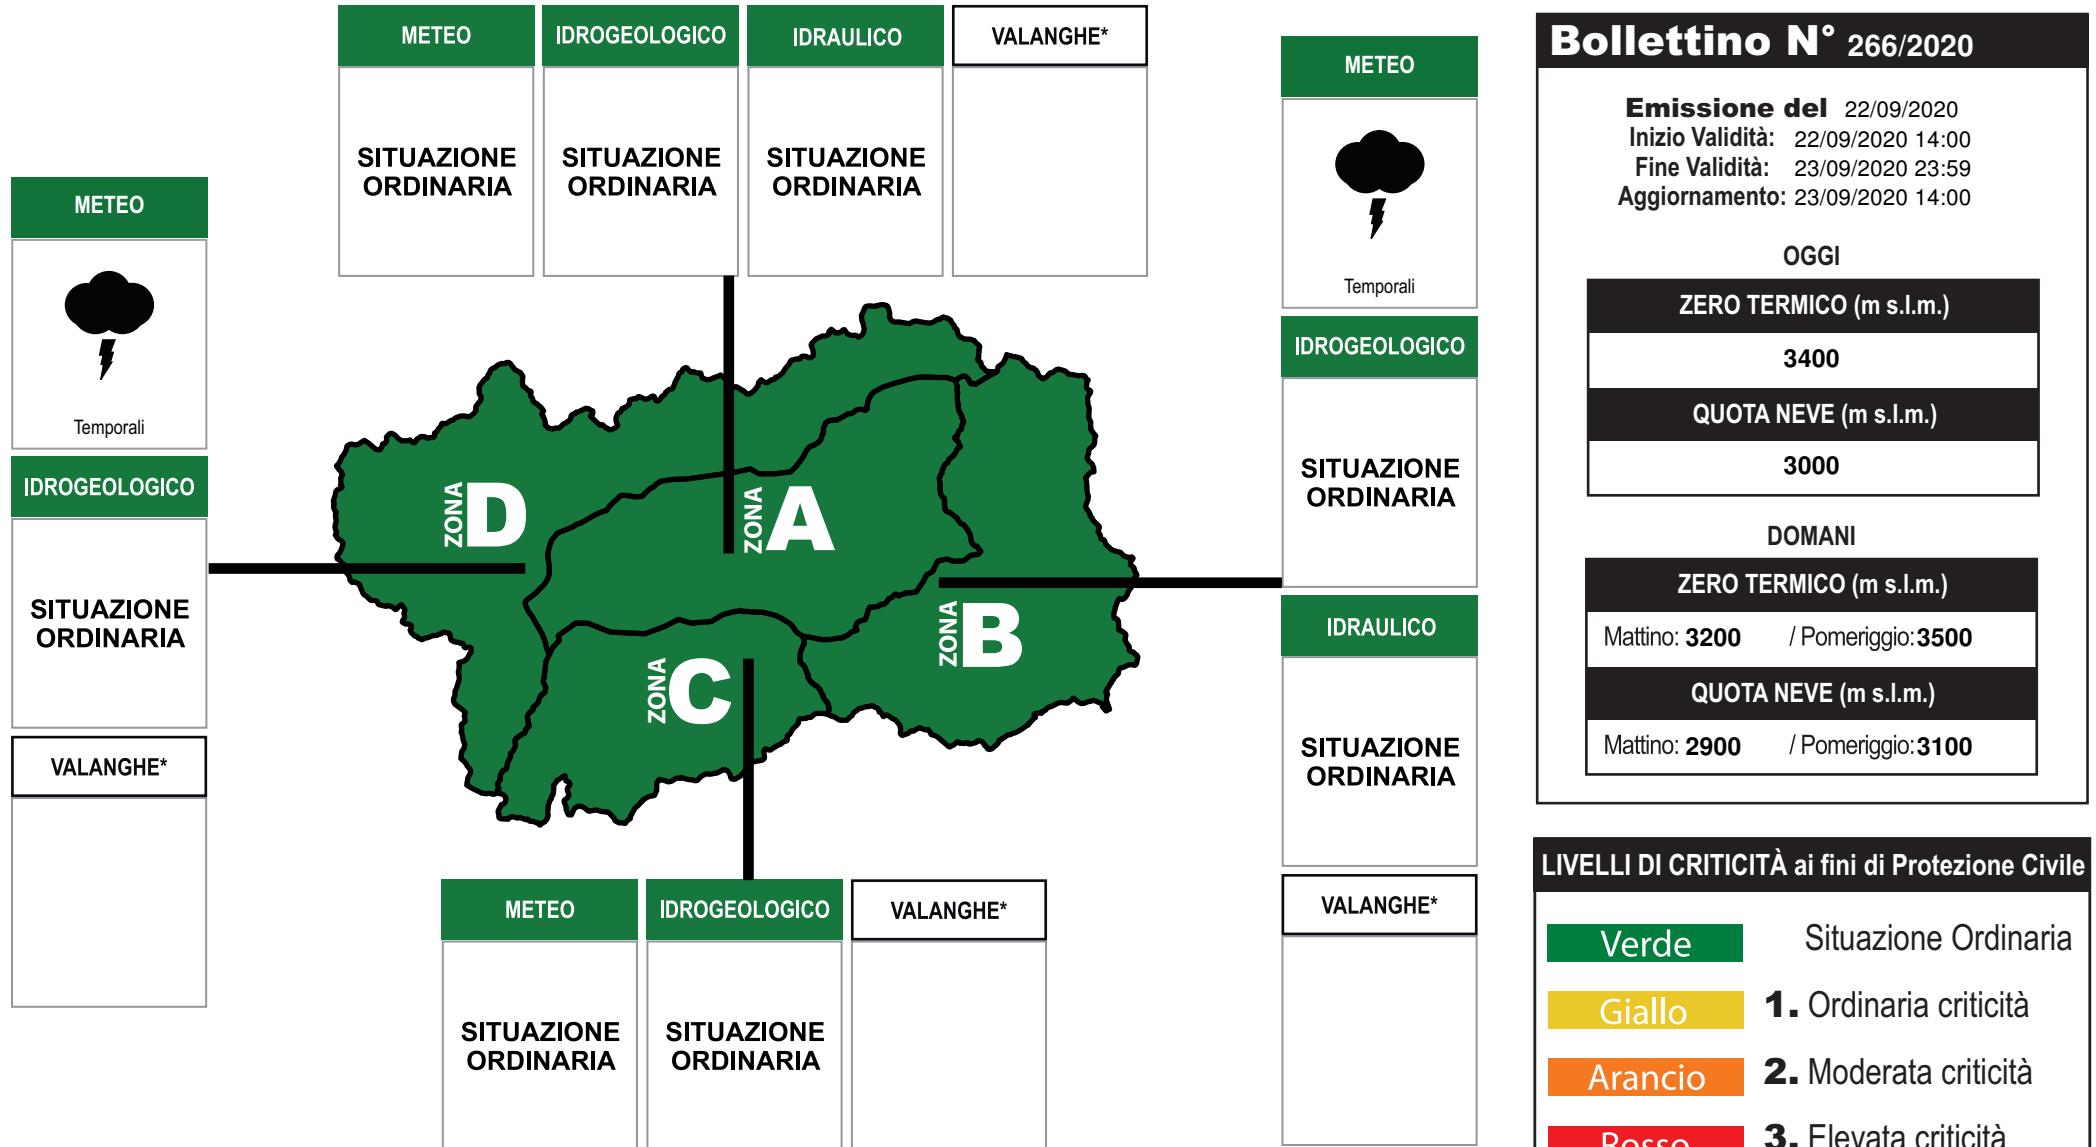 METEO
IDROGEOLOGICO
IDRAULICO
VALANGHE*
SITUAZIONE
ORDINARIA
SITUAZIONE
ORDINARIA
SITUAZIONE
ORDINARIA
METEO
Temporali
IDROGEOLOGICO
SITUAZIONE
ORDINARIA
VALANGHE*
ZONA D
ZONA A
ZONA B
ZONA C
METEO
Temporali
IDROGEOLOGICO
SITUAZIONE
ORDINARIA
IDRAULICO
SITUAZIONE
ORDINARIA
VALANGHE*
METEO
IDROGEOLOGICO
VALANGHE*
SITUAZIONE
ORDINARIA
SITUAZIONE
ORDINARIA
Bollettino N° 266/2020
Emissione del 22/09/2020
Inizio Validità: 22/09/2020 14:00
Fine Validità: 23/09/2020 23:59
Aggiornamento: 23/09/2020 14:00
OGGI
ZERO TERMICO (m s.l.m.)
3400
QUOTA NEVE (m s.l.m.)
3000
DOMANI
ZERO TERMICO (m s.l.m.)
Mattino: 3200 / Pomeriggio: 3500
QUOTA NEVE (m s.l.m.)
Mattino: 2900 / Pomeriggio: 3100
LIVELLI DI CRITICITÀ ai fini di Protezione Civile
Verde Situazione Ordinaria
Giallo 1. Ordinaria criticità
Arancio 2. Moderata criticità
Rosso 3. Elevata criticità